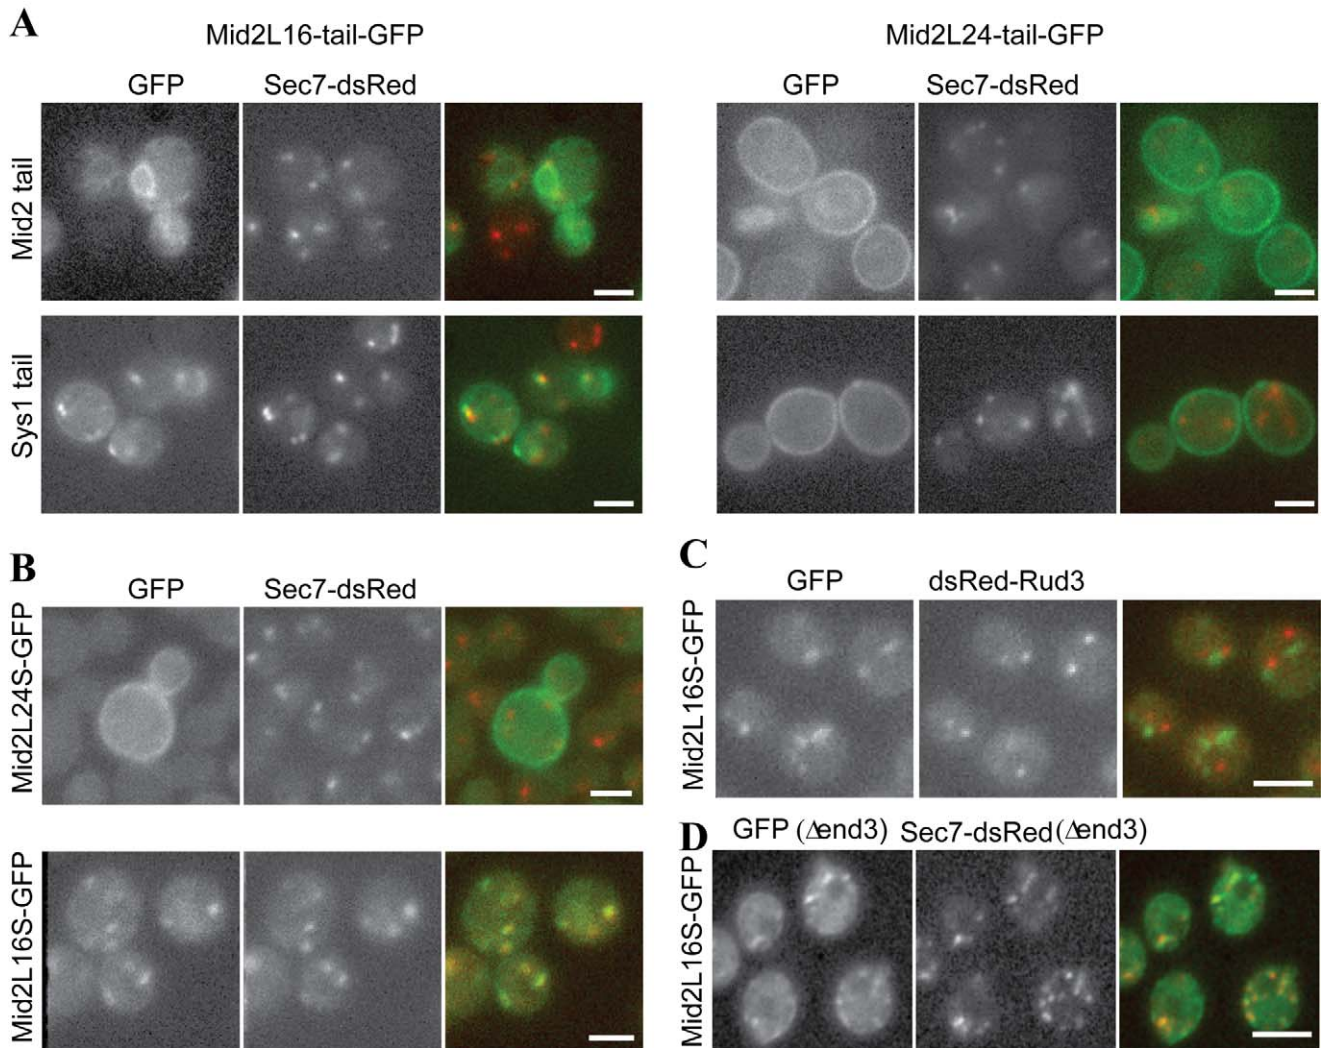 A
Mid2L16-tail-GFP
Mid2L24-tail-GFP
GFP
Sec7-dsRed
GFP
Sec7-dsRed
Mid2 tail
Sys1 tail
B
GFP
Sec7-dsRed
Mid2L24S-GFP
Mid2L16S-GFP
C
GFP
dsRed-Rud3
Mid2L16S-GFP
D
GFP (Δend3)
Sec7-dsRed (Δend3)
Mid2L16S-GFP